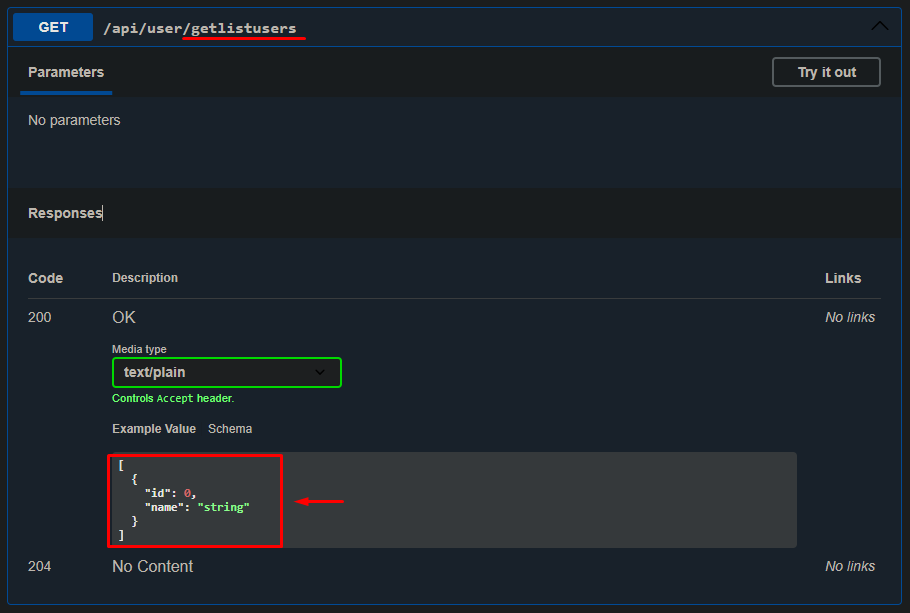 GET /api/user/getlistusers
Parameters
Try it out
No parameters
Responses
Code Description Links
200 OK No links
Media type
text/plain
Controls Accept header.
Example Value Schema
[
{
"id": 0,
"name": "string"
}
]
204 No Content No links